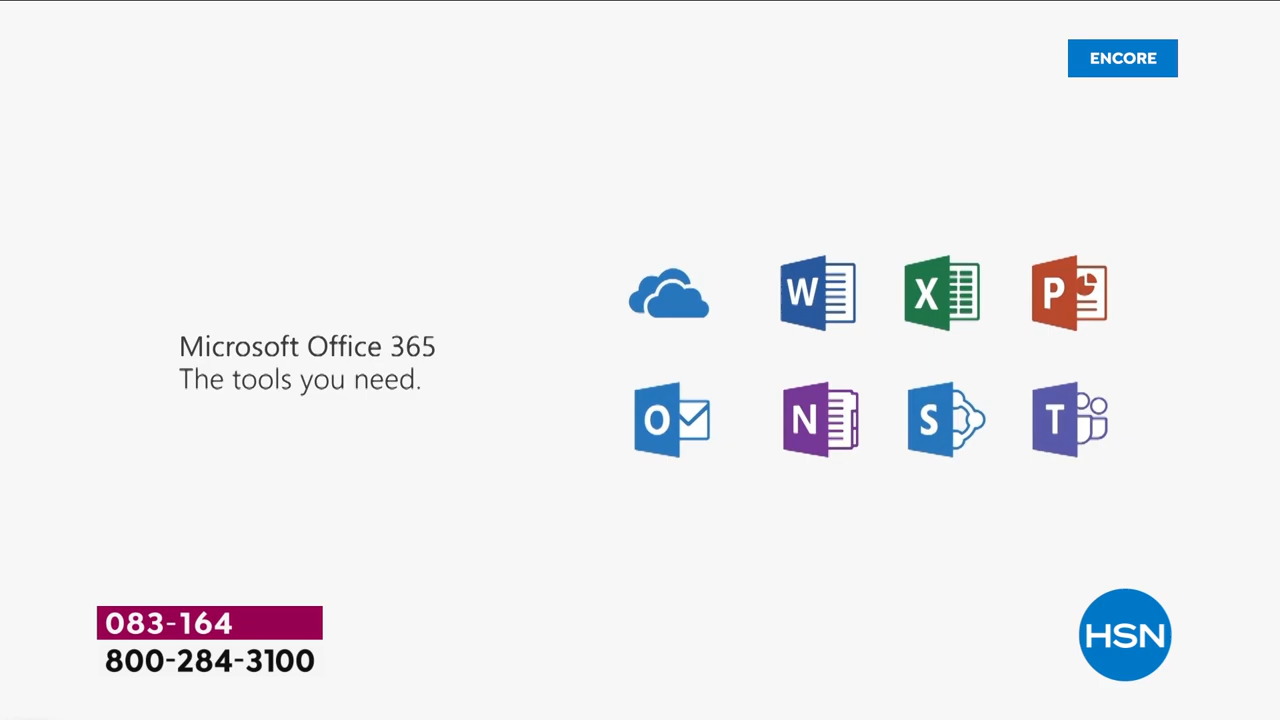 ENCORE
W
X
P
Microsoft Office 365
The tools you need.
O
N
S
T
083-164
800-284-3100
HSN